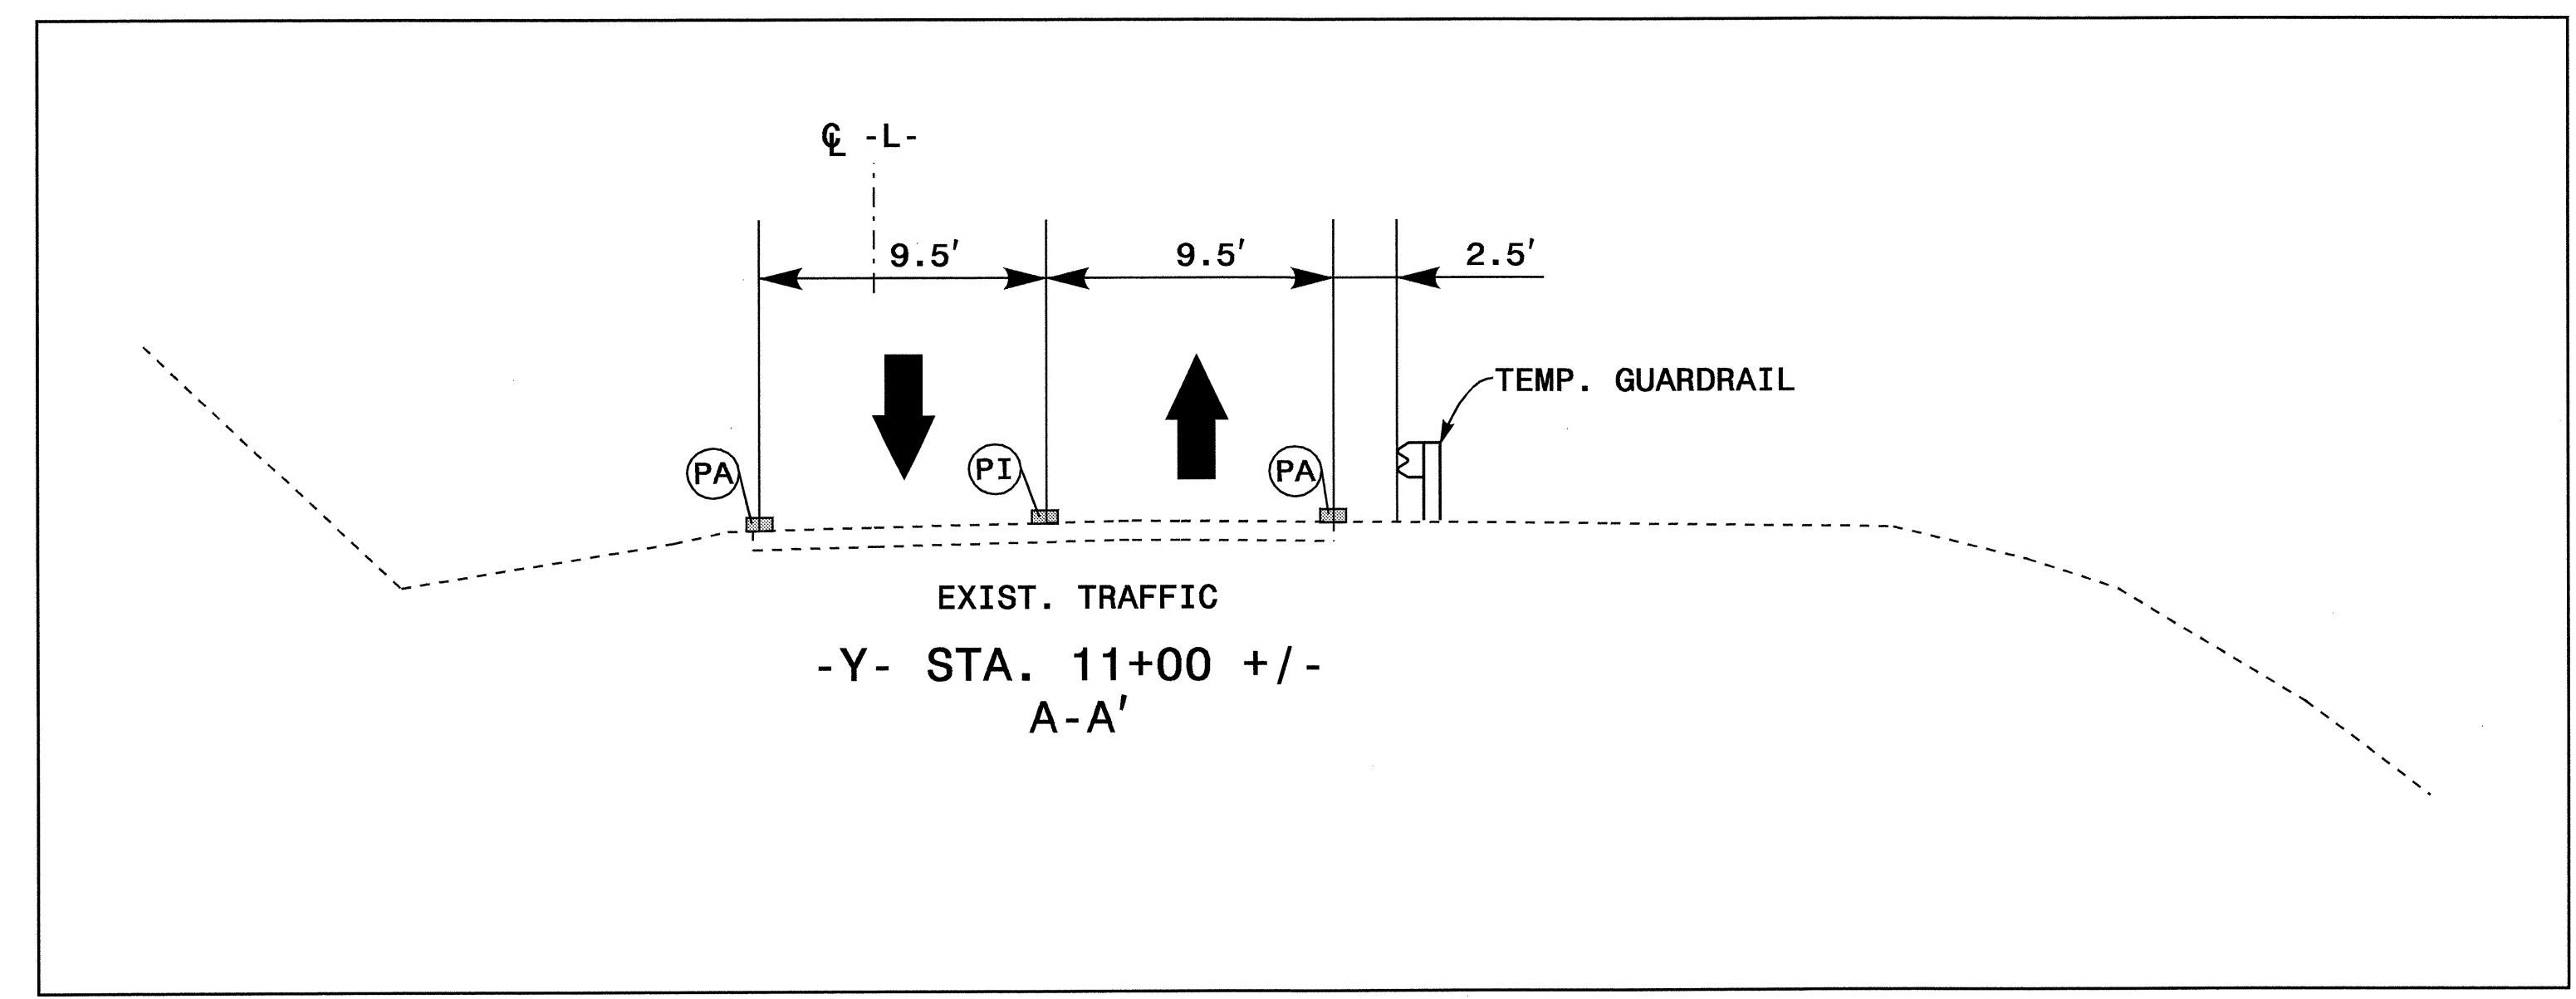 ℄ -L-
9.5' 9.5' 2.5'
TEMP. GUARDRAIL
PA PI PA
EXIST. TRAFFIC
-Y- STA. 11+00 +/-
A-A'